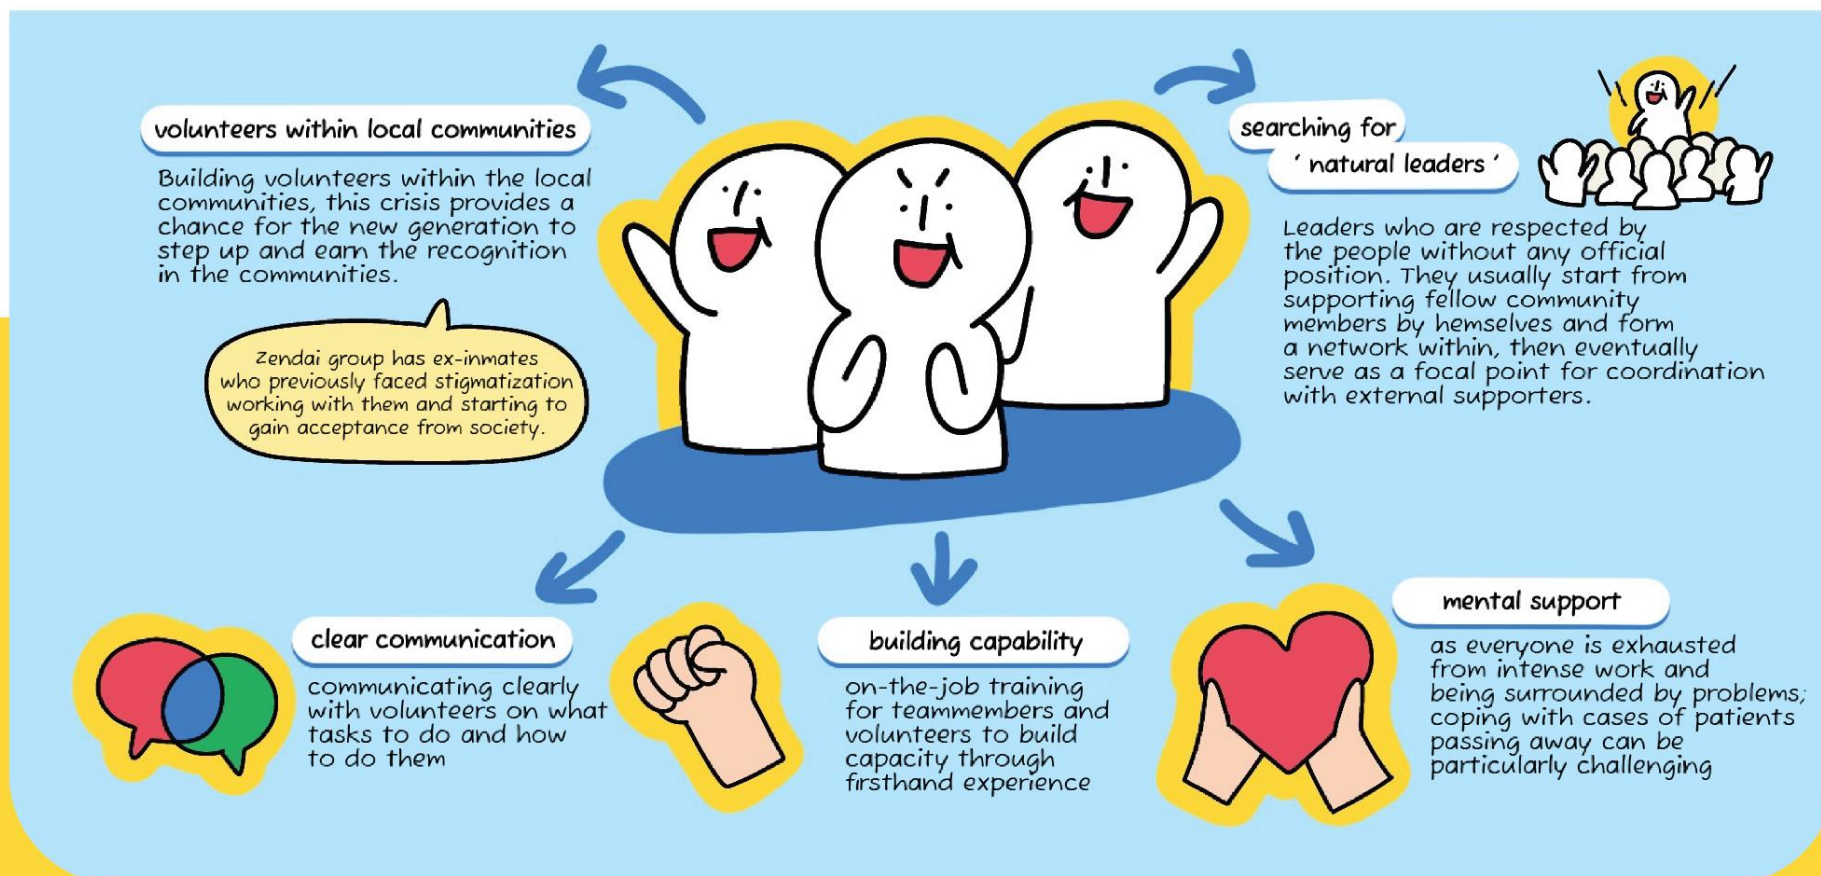 volunteers within local communities
Building volunteers within the local
communities, this crisis provides a
chance for the new generation to
step up and earn the recognition
in the communities.
Zendai group has ex-inmates
who previously faced stigmatization
working with them and starting to
gain acceptance from society.
searching for
' natural leaders '
Leaders who are respected by
the people without any official
position. They usually start from
supporting fellow community
members by hemselves and form
a network within, then eventually
serve as a focal point for coordination
with external supporters.
clear communication
communicating clearly
with volunteers on what
tasks to do and how
to do them
building capability
on-the-job training
for teammembers and
volunteers to build
capacity through
firsthand experience
mental support
as everyone is exhausted
from intense work and
being surrounded by problems;
coping with cases of patients
passing away can be
particularly challenging